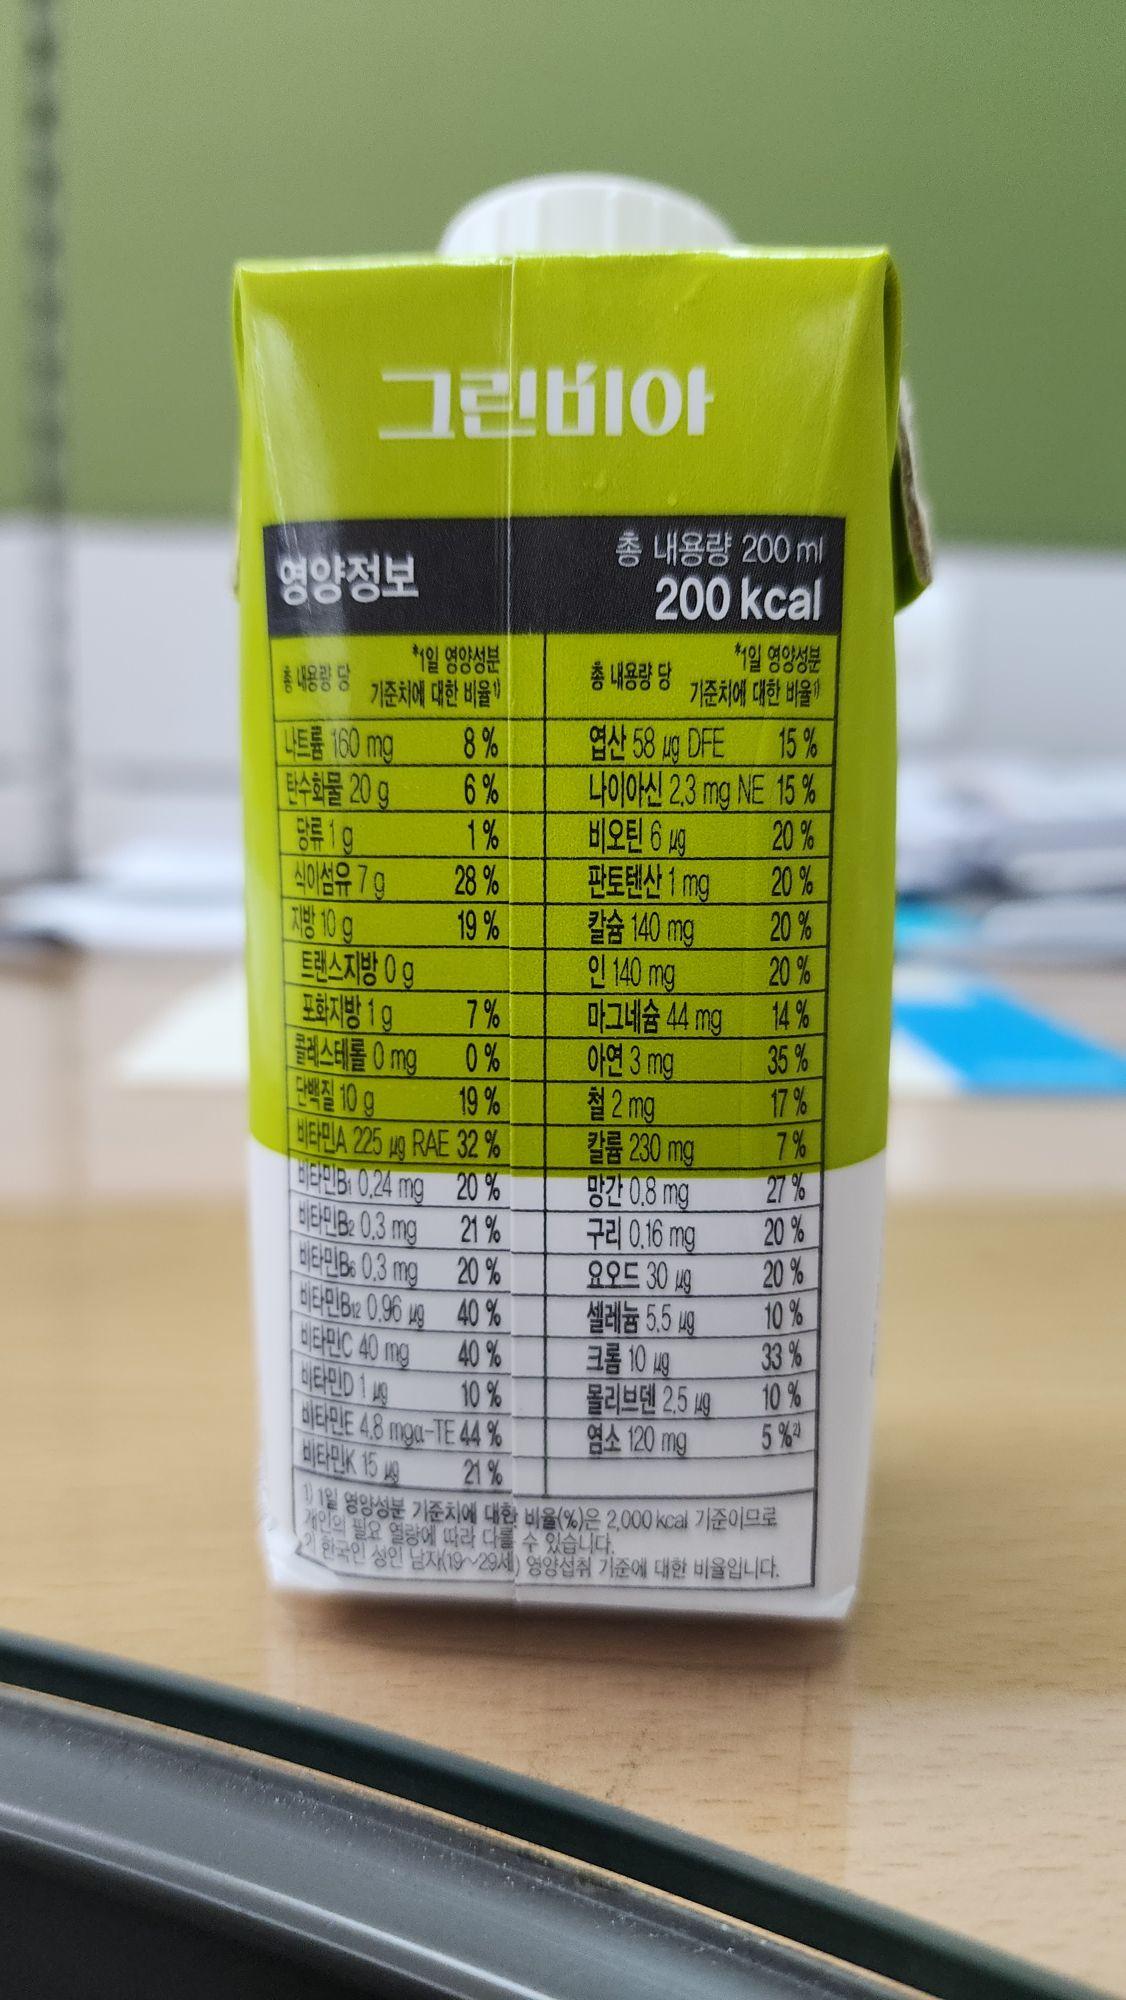 그린비아
영양정보
총 내용량 200 ml
200 kcal
총 내용량 당
*1일 영양성분
기준치에 대한 비율1)
나트륨 160 mg 8 %
탄수화물 20 g 6 %
당류 1 g 1 %
식이섬유 7 g 28 %
지방 10 g 19 %
트랜스지방 0 g
포화지방 1 g 7 %
콜레스테롤 0 mg 0 %
단백질 10 g 19 %
비타민A 225 μg RAE 32 %
비타민B1 0.24 mg 20 %
비타민B2 0.3 mg 21 %
비타민B6 0.3 mg 20 %
비타민B12 0.96 μg 40 %
비타민C 40 mg 40 %
비타민D 1 μg 10 %
비타민E 4.8 mgα-TE 44 %
비타민K 15 μg 21 %
총 내용량 당
*1일 영양성분
기준치에 대한 비율1)
엽산 58 μg DFE 15 %
나이아신 2.3 mg NE 15 %
비오틴 6 μg 20 %
판토텐산 1 mg 20 %
칼슘 140 mg 20 %
인 140 mg 20 %
마그네슘 44 mg 14 %
아연 3 mg 35 %
철 2 mg 17 %
칼륨 230 mg 7 %
망간 0.8 mg 27 %
구리 0.16 mg 20 %
요오드 30 μg 20 %
셀레늄 5.5 μg 10 %
크롬 10 μg 33 %
몰리브덴 2.5 μg 10 %
염소 120 mg 5 %2)
1) 1일 영양성분 기준치에 대한 비율(%)은 2,000 kcal 기준이므로
개인의 필요 열량에 따라 다를 수 있습니다.
2) 한국인 성인 남자(19~29세) 영양섭취 기준에 대한 비율입니다.